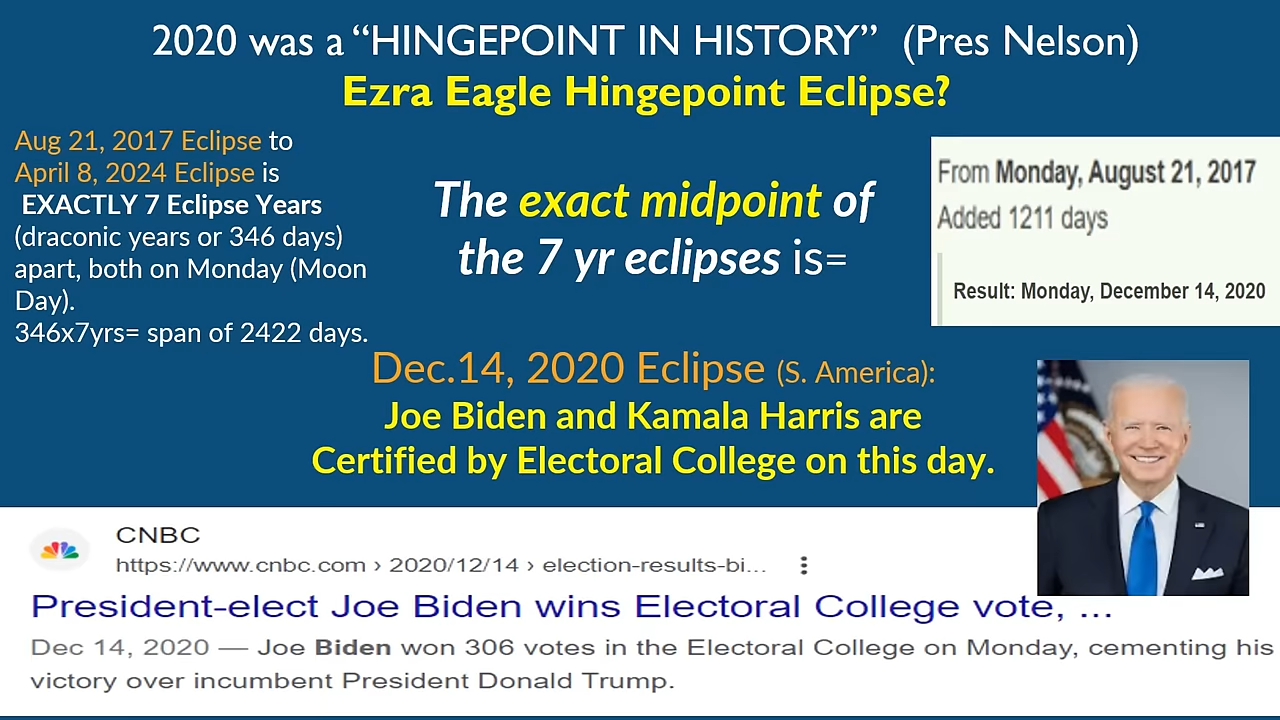 2020 was a “HINGEPOINT IN HISTORY” (Pres Nelson)
Ezra Eagle Hingepoint Eclipse?
Aug 21, 2017 Eclipse to
April 8, 2024 Eclipse is
EXACTLY 7 Eclipse Years
(draconic years or 346 days)
apart, both on Monday (Moon
Day).
346x7yrs= span of 2422 days.
The exact midpoint of
the 7 yr eclipses is=
From Monday, August 21, 2017
Added 1211 days
Result: Monday, December 14, 2020
Dec.14, 2020 Eclipse (S. America):
Joe Biden and Kamala Harris are
Certified by Electoral College on this day.
CNBC
https://www.cnbc.com › 2020/12/14 › election-results-bi...
President-elect Joe Biden wins Electoral College vote, ...
Dec 14, 2020 — Joe Biden won 306 votes in the Electoral College on Monday, cementing his
victory over incumbent President Donald Trump.